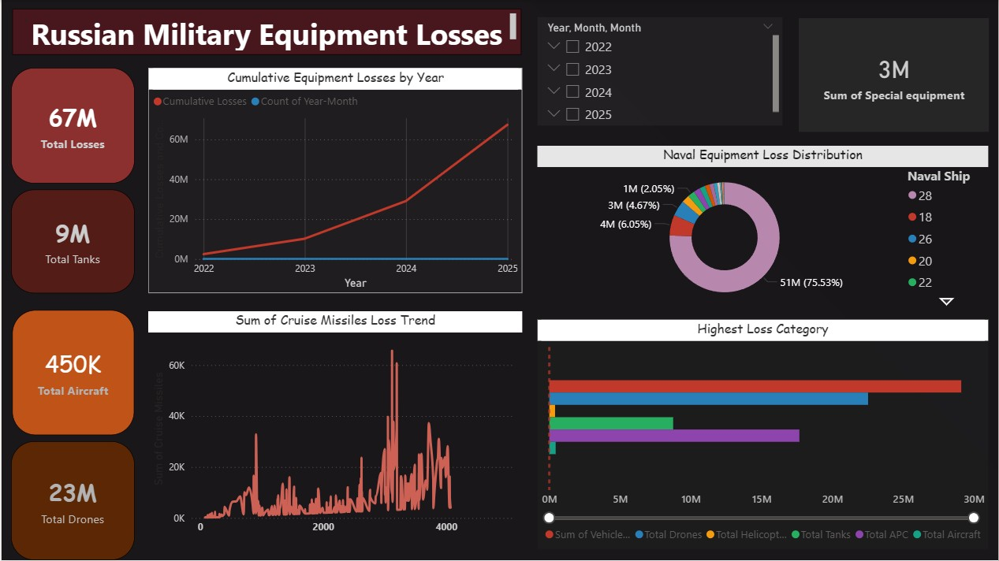 Russian Military Equipment Losses
67M
Total Losses
9M
Total Tanks
450K
Total Aircraft
23M
Total Drones
Cumulative Equipment Losses by Year
Cumulative Losses Count of Year-Month
60M
40M
20M
0M
2022 2023 2024 2025
Year
Sum of Cruise Missiles Loss Trend
Sum of Cruise Missiles
60K
40K
20K
0K
0 2000 4000
Year, Month, Month
2022
2023
2024
2025
3M
Sum of Special equipment
Naval Equipment Loss Distribution
1M (2.05%)
3M (4.67%)
4M (6.05%)
51M (75.53%)
Naval Ship
28
18
26
20
22
Highest Loss Category
0M 5M 10M 15M 20M 25M 30M
Sum of Vehicle... Total Drones Total Helicopt... Total Tanks Total APC Total Aircraft